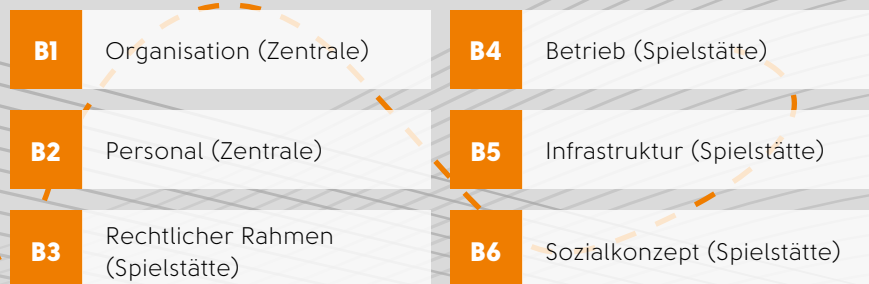 B1 Organisation (Zentrale)
B2 Personal (Zentrale)
B3 Rechtlicher Rahmen
(Spielstätte)
B4 Betrieb (Spielstätte)
B5 Infrastruktur (Spielstätte)
B6 Sozialkonzept (Spielstätte)